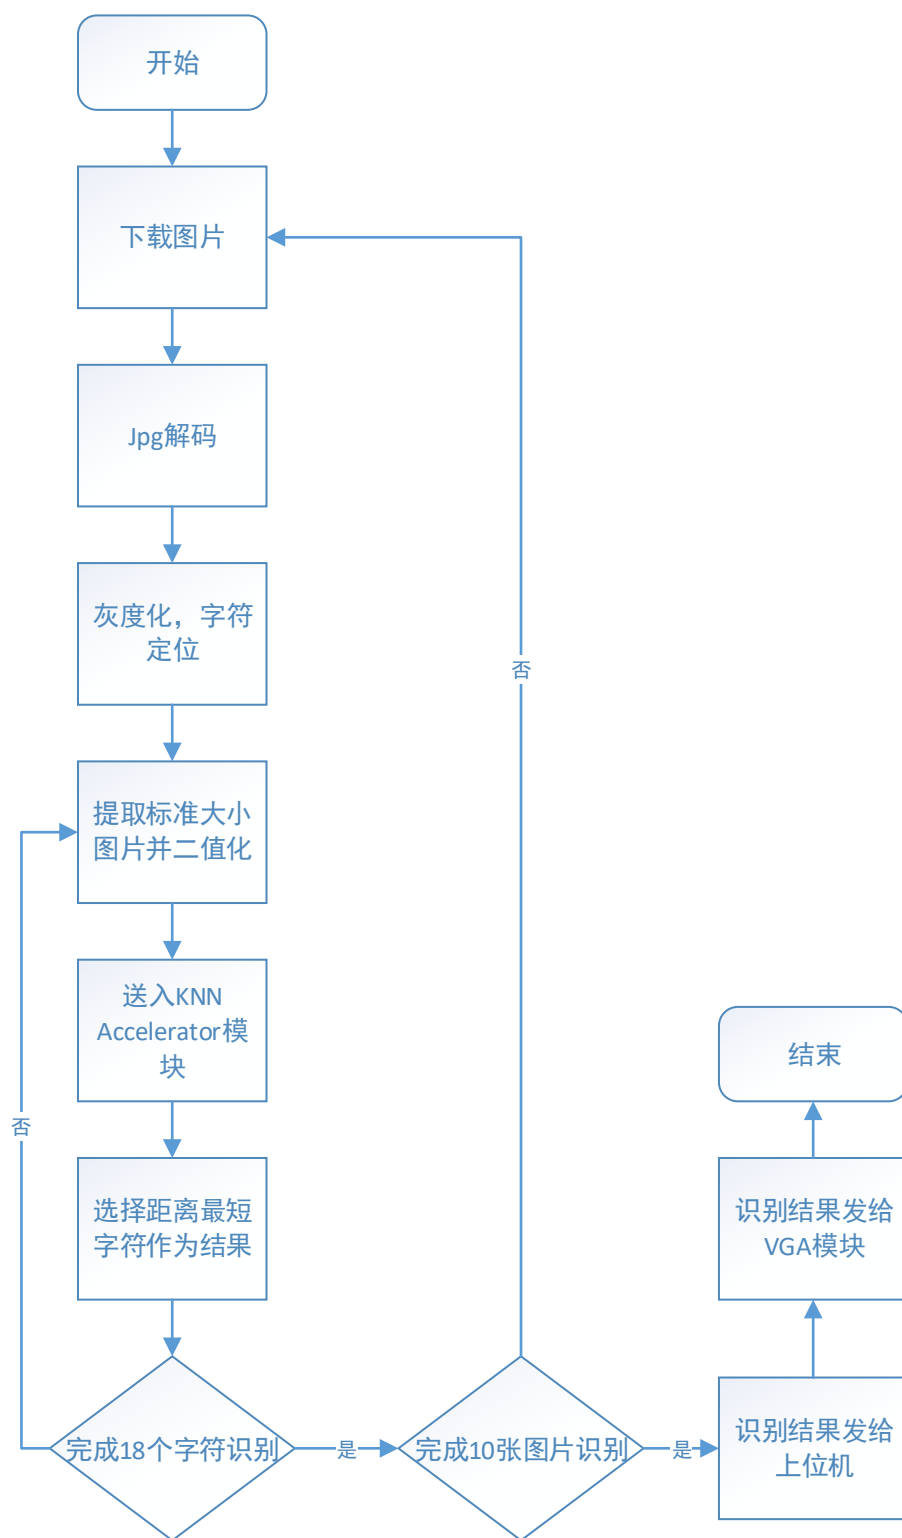 开始
下载图片
Jpg解码
灰度化，字符
定位
提取标准大小
图片并二值化
送入KNN
Accelerator模
块
选择距离最短
字符作为结果
完成18个字符识别
否
是
完成10张图片识别
否
是
识别结果发给
上位机
识别结果发给
VGA模块
结束